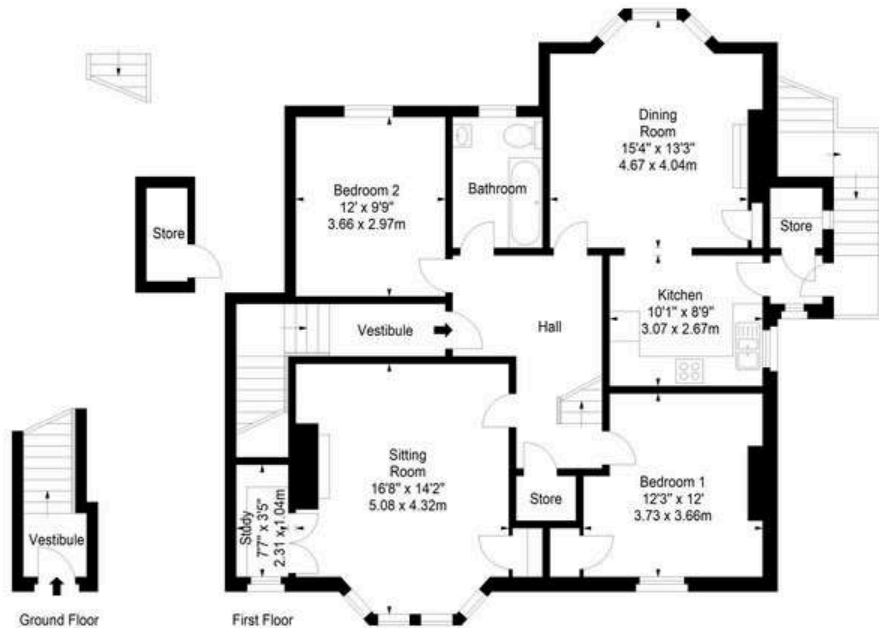 Dining
Room
15'4" x 13'3"
4.67 x 4.04m
Bedroom 2
12' x 9'9"
3.66 x 2.97m
Bathroom
Store
Store
Kitchen
10'1" x 8'9"
3.07 x 2.67m
Vestibule
Hall
Sitting
Room
16'8" x 14'2"
5.08 x 4.32m
Study
7'7" x 3'5"
2.31 x 1.04m
Store
Bedroom 1
12'3" x 12'
3.73 x 3.66m
Vestibule
Ground Floor
First Floor